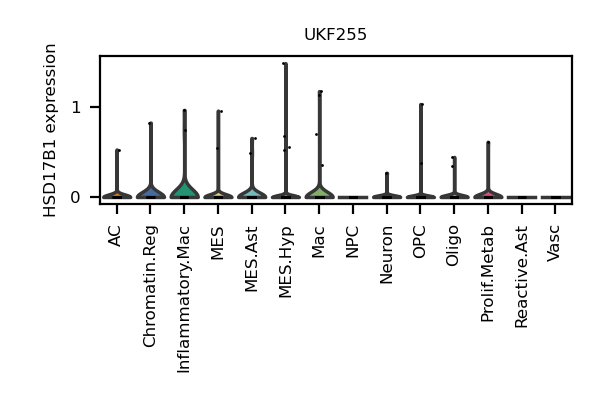 UKF255
HSD17B1 expression
1
0
AC
Chromatin.Reg
Inflammatory.Mac
MES
MES.Ast
MES.Hyp
Mac
NPC
Neuron
OPC
Oligo
Prolif.Metab
Reactive.Ast
Vasc